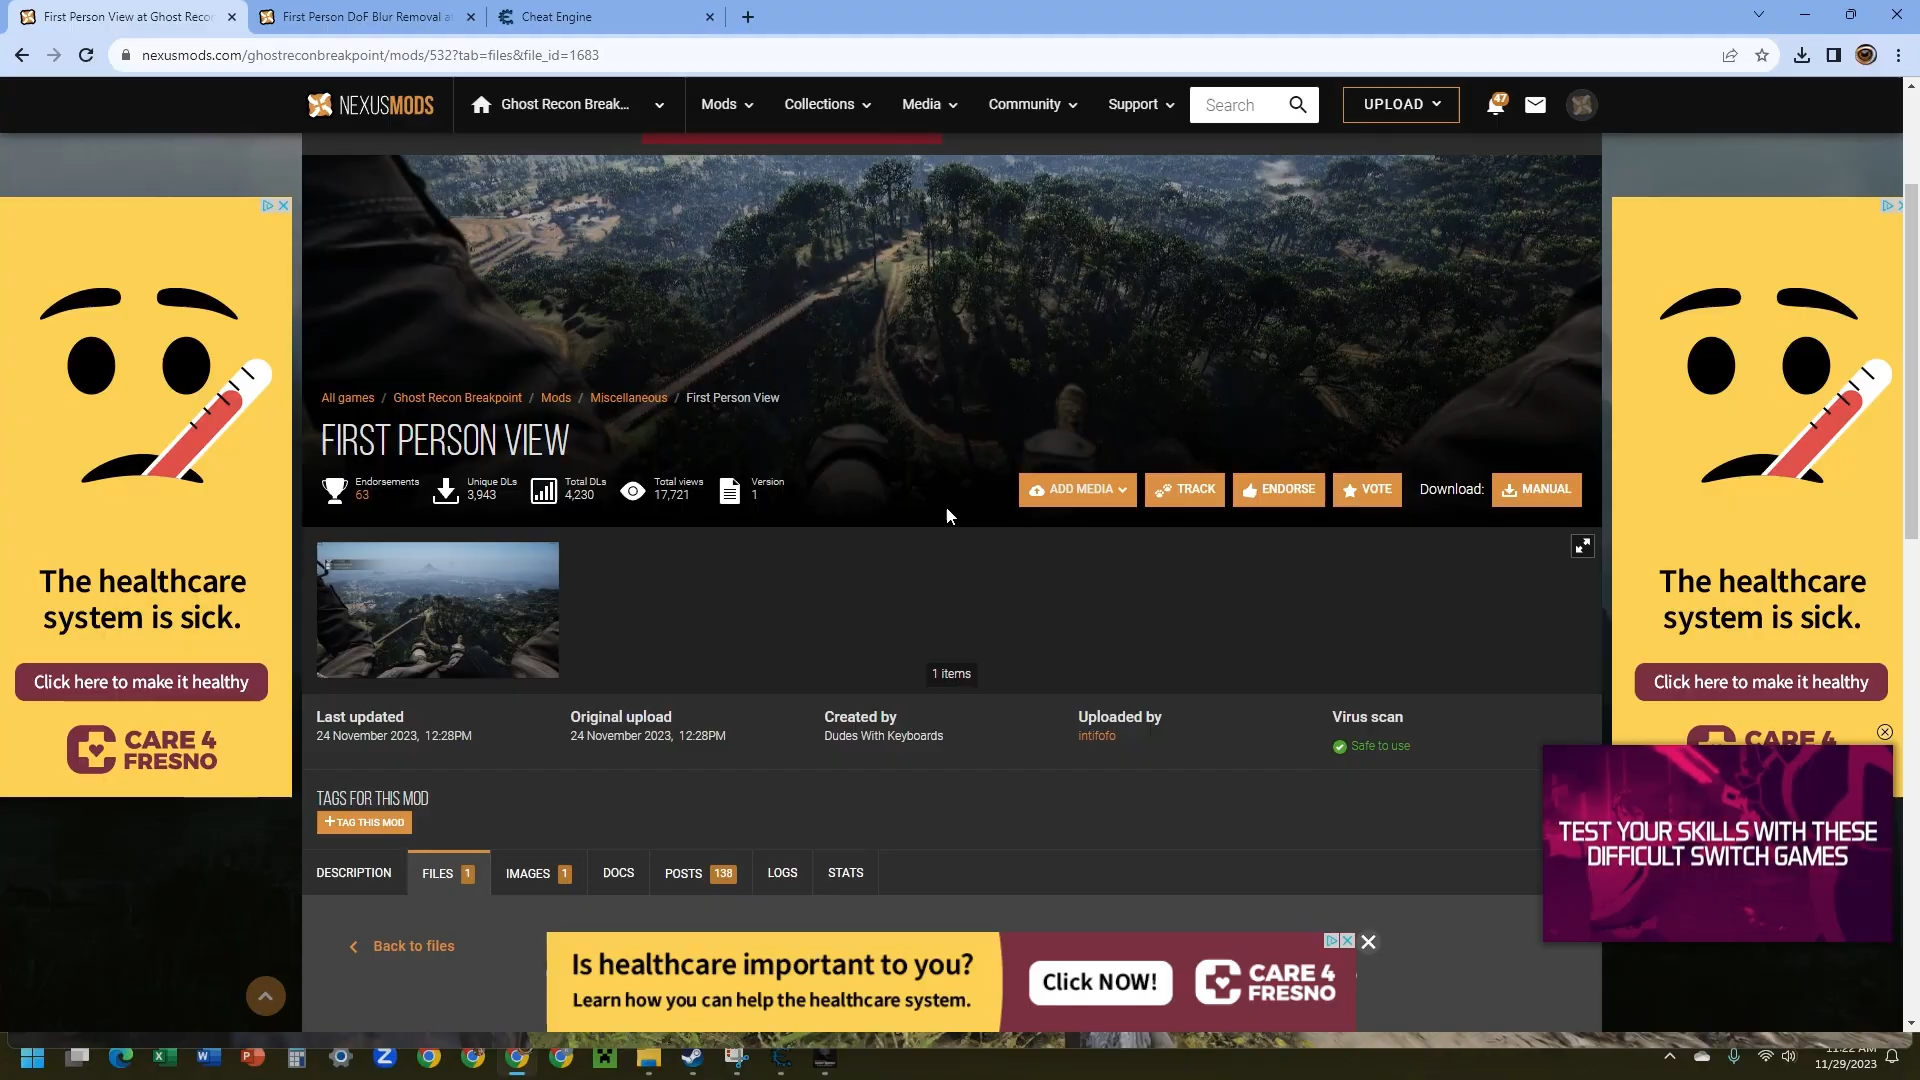 First Person View at Ghost Recon
First Person DoF Blur Removal at
Cheat Engine
nexusmods.com/ghostreconbreakpoint/mods/532?tab=files&file_id=1683
NEXUSMODS
Ghost Recon Break...
Mods
Collections
Media
Community
Support
Search
UPLOAD
47
All games / Ghost Recon Breakpoint / Mods / Miscellaneous / First Person View
FIRST PERSON VIEW
Endorsements
63
Unique DLs
3,943
Total DLs
4,230
Total views
17,721
Version
1
ADD MEDIA
TRACK
ENDORSE
VOTE
Download:
MANUAL
1 items
Last updated
24 November 2023, 12:28PM
Original upload
24 November 2023, 12:28PM
Created by
Dudes With Keyboards
Uploaded by
intifofo
Virus scan
Safe to use
TAGS FOR THIS MOD
+ TAG THIS MOD
DESCRIPTION
FILES 1
IMAGES 1
DOCS
POSTS 138
LOGS
STATS
Back to files
The healthcare
system is sick.
Click here to make it healthy
CARE 4
FRESNO
The healthcare
system is sick.
Click here to make it healthy
CARE 4
TEST YOUR SKILLS WITH THESE
DIFFICULT SWITCH GAMES
Is healthcare important to you?
Learn how you can help the healthcare system.
Click NOW!
CARE 4
FRESNO
11:22 AM
11/29/2023